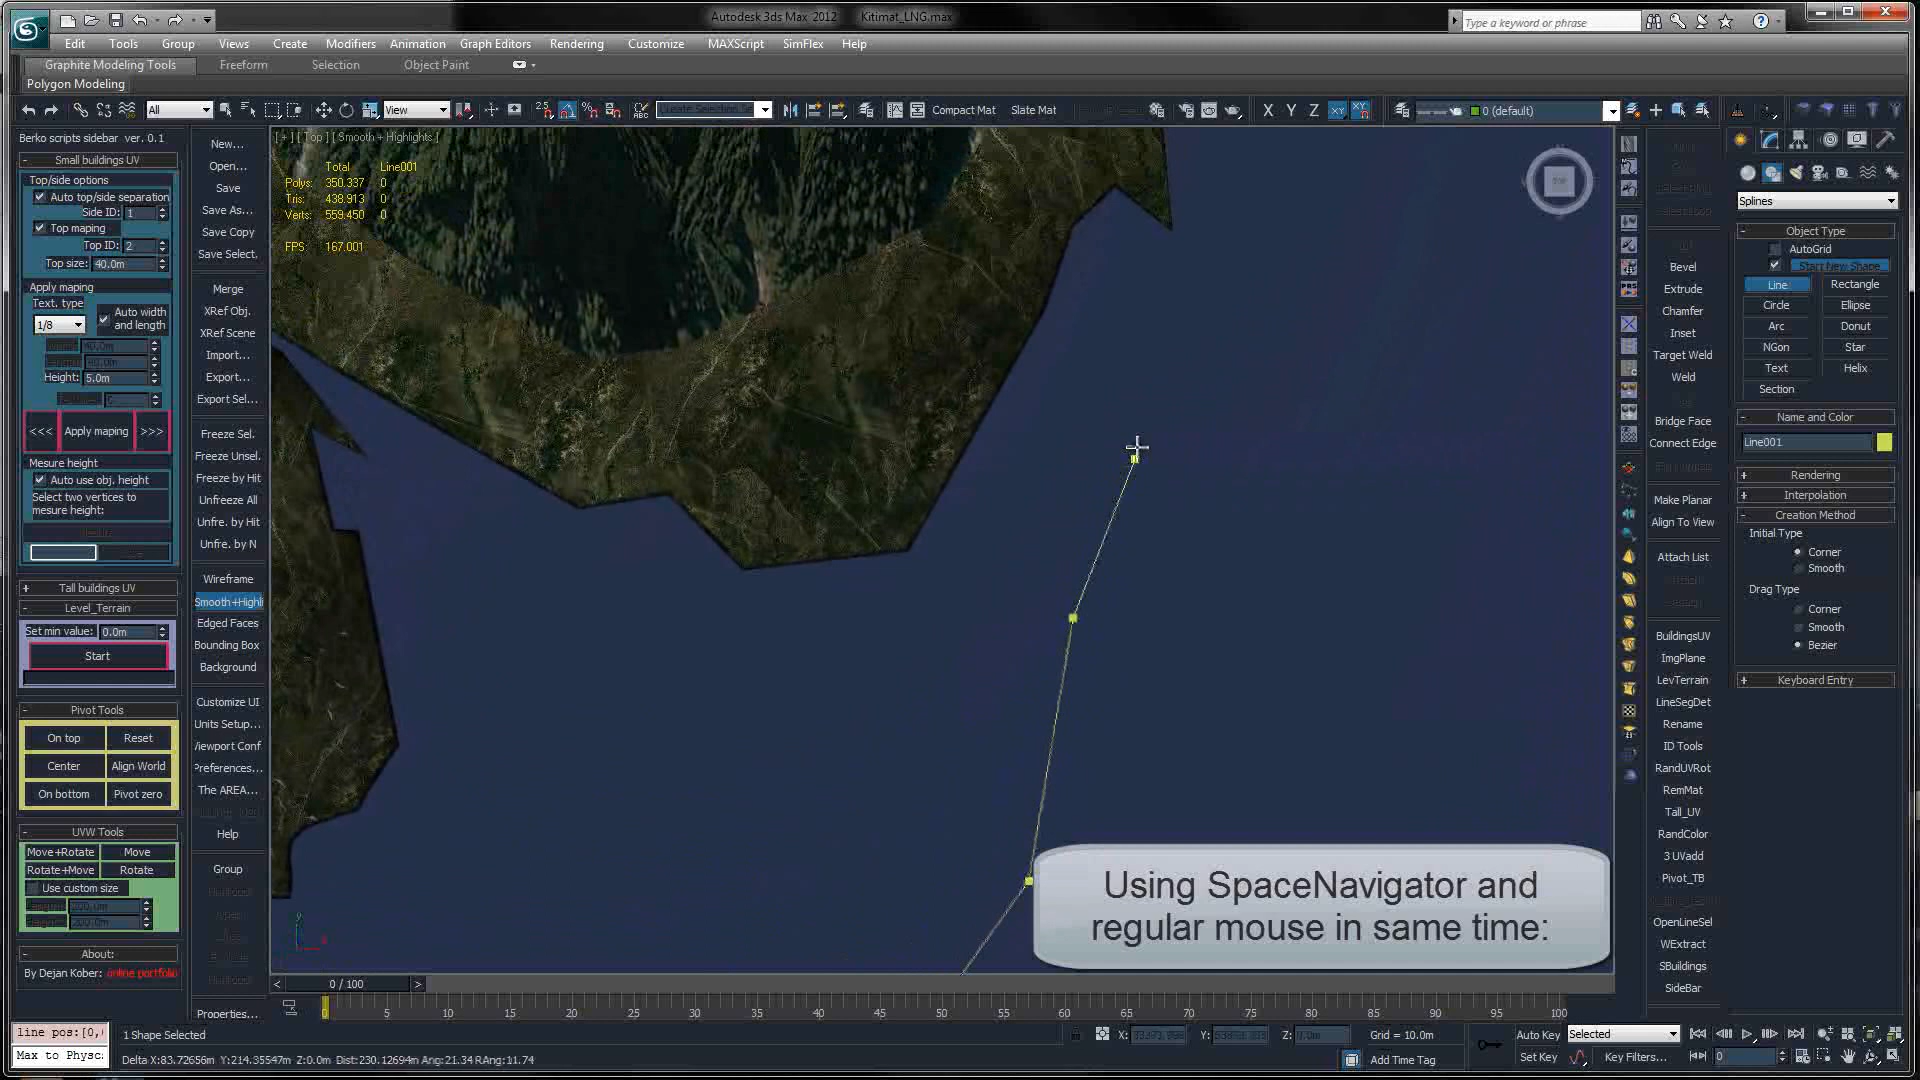 Autodesk 3ds Max 2012 Kitimat_LNG.max
Type a keyword or phrase
Edit Tools Group Views Create Modifiers Animation Graph Editors Rendering Customize MAXScript SimFlex Help
Graphite Modeling Tools Freeform Selection Object Paint
Polygon Modeling
All View Compact Mat Slate Mat X Y Z XY 0 (default)
Berko scripts sidebar ver. 0.1
Small buildings UV
Top/side options
Auto top/side separation
Side ID: 1
Top maping
Top ID: 2
Top size: 40.0m
Apply maping
Text. type
1/8
Auto width and length
Height: 5.0m
<<< Apply maping >>>
Mesure height
Auto use obj. height
Select two vertices to
mesure height:
Tall buildings UV
Level_Terrain
Set min value: 0.0m
Start
Pivot Tools
On top Reset
Center Align World
On bottom Pivot zero
UVW Tools
Move+Rotate Move
Rotate+Move Rotate
Use custom size
About:
By Dejan Kober: online portfolio
New...
Open...
Save
Save As...
Save Copy
Save Select.
Merge
XRef Obj.
XRef Scene
Import...
Export...
Export Sel...
Freeze Sel.
Freeze Unsel.
Freeze by Hit
Unfreeze All
Unfre. by Hit
Unfre. by N
Wireframe
Smooth+Highli
Edged Faces
Bounding Box
Background
Customize UI
Units Setup...
Viewport Conf
Preferences...
The AREA...
Help
Group
Properties...
[ + ] [ Top ] [ Smooth + Highlights ]
Total Line001
Polys: 350.337 0
Tris: 438.913 0
Verts: 559.450 0
FPS: 167.001
TOP
Using SpaceNavigator and
regular mouse in same time:
Bevel
Extrude
Chamfer
Inset
Target Weld
Weld
Bridge Face
Connect Edge
Make Planar
Align To View
Attach List
BuildingsUV
ImgPlane
LevTerrain
LineSegDet
Rename
ID Tools
RandUVRot
RemMat
Tall_UV
RandColor
3 UVadd
Pivot_TB
OpenLineSel
WExtract
SBuildings
SideBar
Splines
Object Type
AutoGrid
Start New Shape
Line Rectangle
Circle Ellipse
Arc Donut
NGon Star
Text Helix
Section
Name and Color
Line001
Rendering
Interpolation
Creation Method
Initial Type
Corner
Smooth
Drag Type
Corner
Smooth
Bezier
Keyboard Entry
< 0 / 100 >
0 5 10 15 20 25 30 35 40 45 50 55 60 65 70 75 80 85 90 95 100
line pos:[0,
Max to Physc
1 Shape Selected
X: Y: Z: 0.0m Grid = 10.0m
Auto Key Selected
Delta X:83.72656m Y:214.35547m Z:0.0m Dist:230.12694m Ang:21.34 RAng:11.74
Add Time Tag
Set Key Key Filters... 0